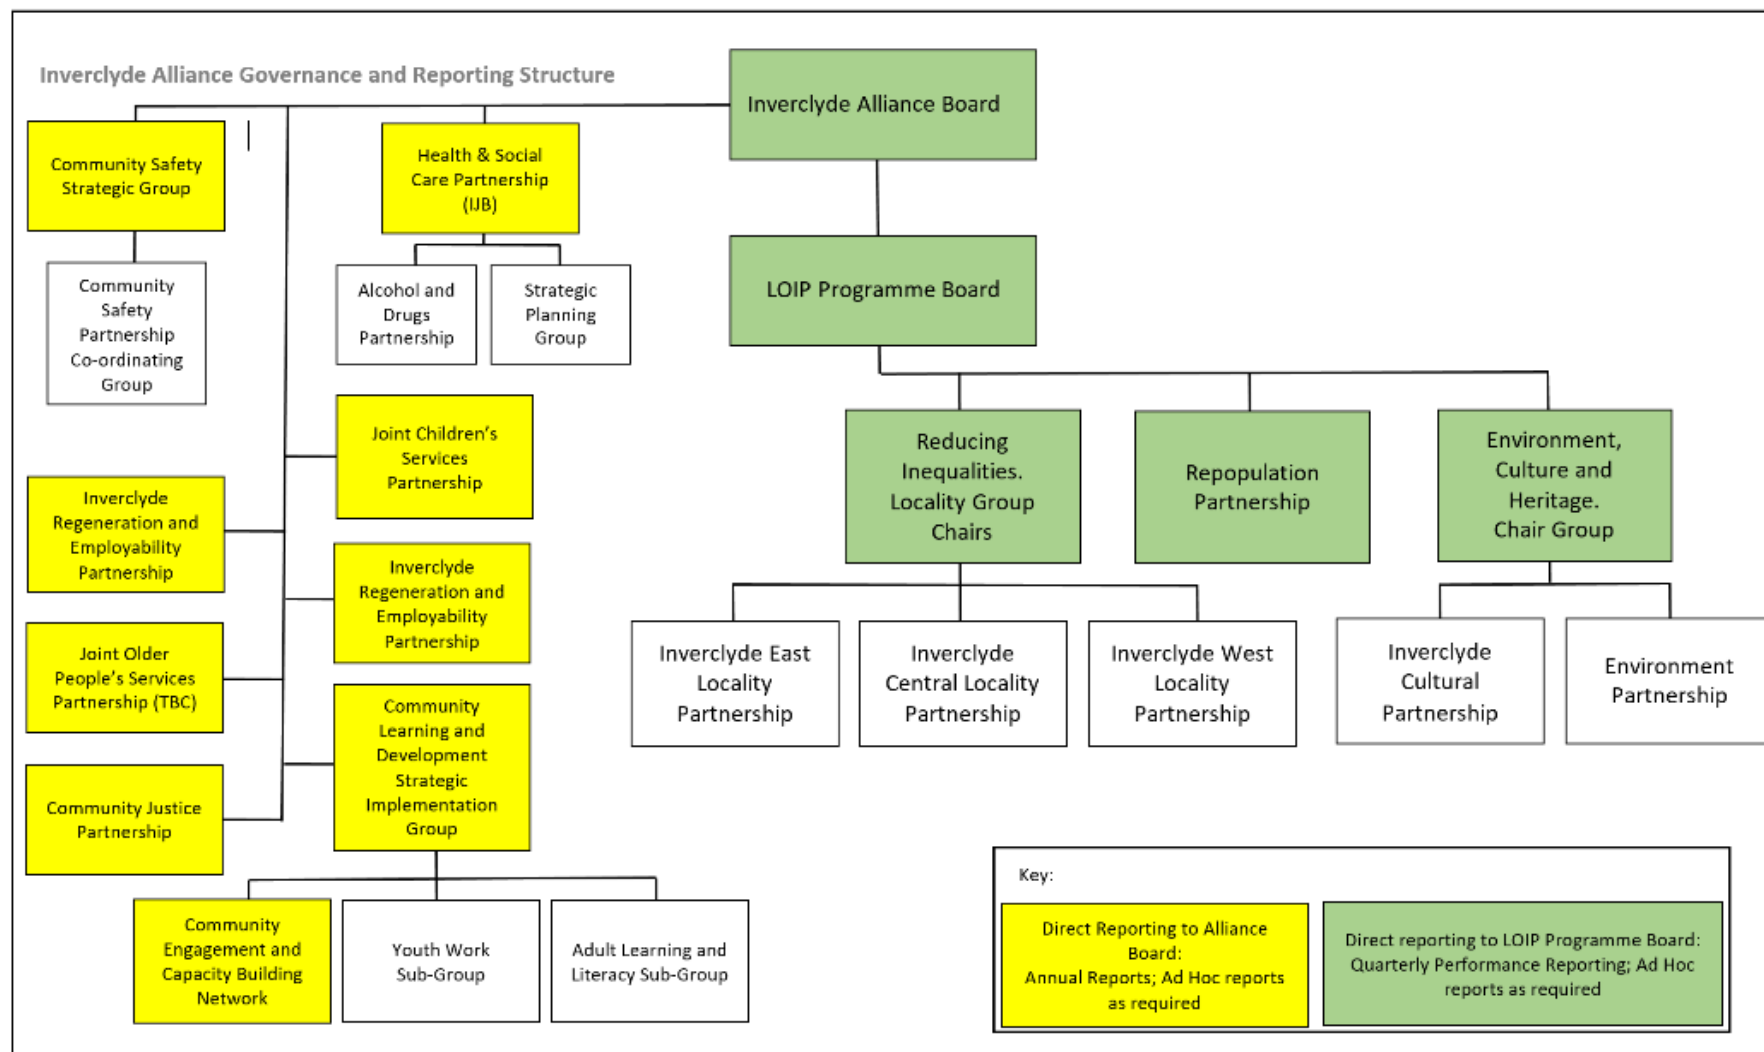 Inverclyde Alliance Governance and Reporting Structure
Inverclyde Alliance Board
Community Safety
Strategic Group
Health & Social
Care Partnership
(IJB)
Community
Safety
Partnership
Co-ordinating
Group
Alcohol and
Drugs
Partnership
Strategic
Planning
Group
LOIP Programme Board
Joint Children's
Services
Partnership
Inverclyde
Regeneration and
Employability
Partnership
Inverclyde
Regeneration and
Employability
Partnership
Joint Older
People's Services
Partnership (TBC)
Community
Learning and
Development
Strategic
Implementation
Group
Community Justice
Partnership
Community
Engagement and
Capacity Building
Network
Youth Work
Sub-Group
Adult Learning and
Literacy Sub-Group
Reducing
Inequalities.
Locality Group
Chairs
Repopulation
Partnership
Environment,
Culture and
Heritage.
Chair Group
Inverclyde East
Locality
Partnership
Inverclyde
Central Locality
Partnership
Inverclyde West
Locality
Partnership
Inverclyde
Cultural
Partnership
Environment
Partnership
Key:
Direct Reporting to Alliance
Board:
Annual Reports; Ad Hoc reports
as required
Direct reporting to LOIP Programme Board:
Quarterly Performance Reporting; Ad Hoc
reports as required